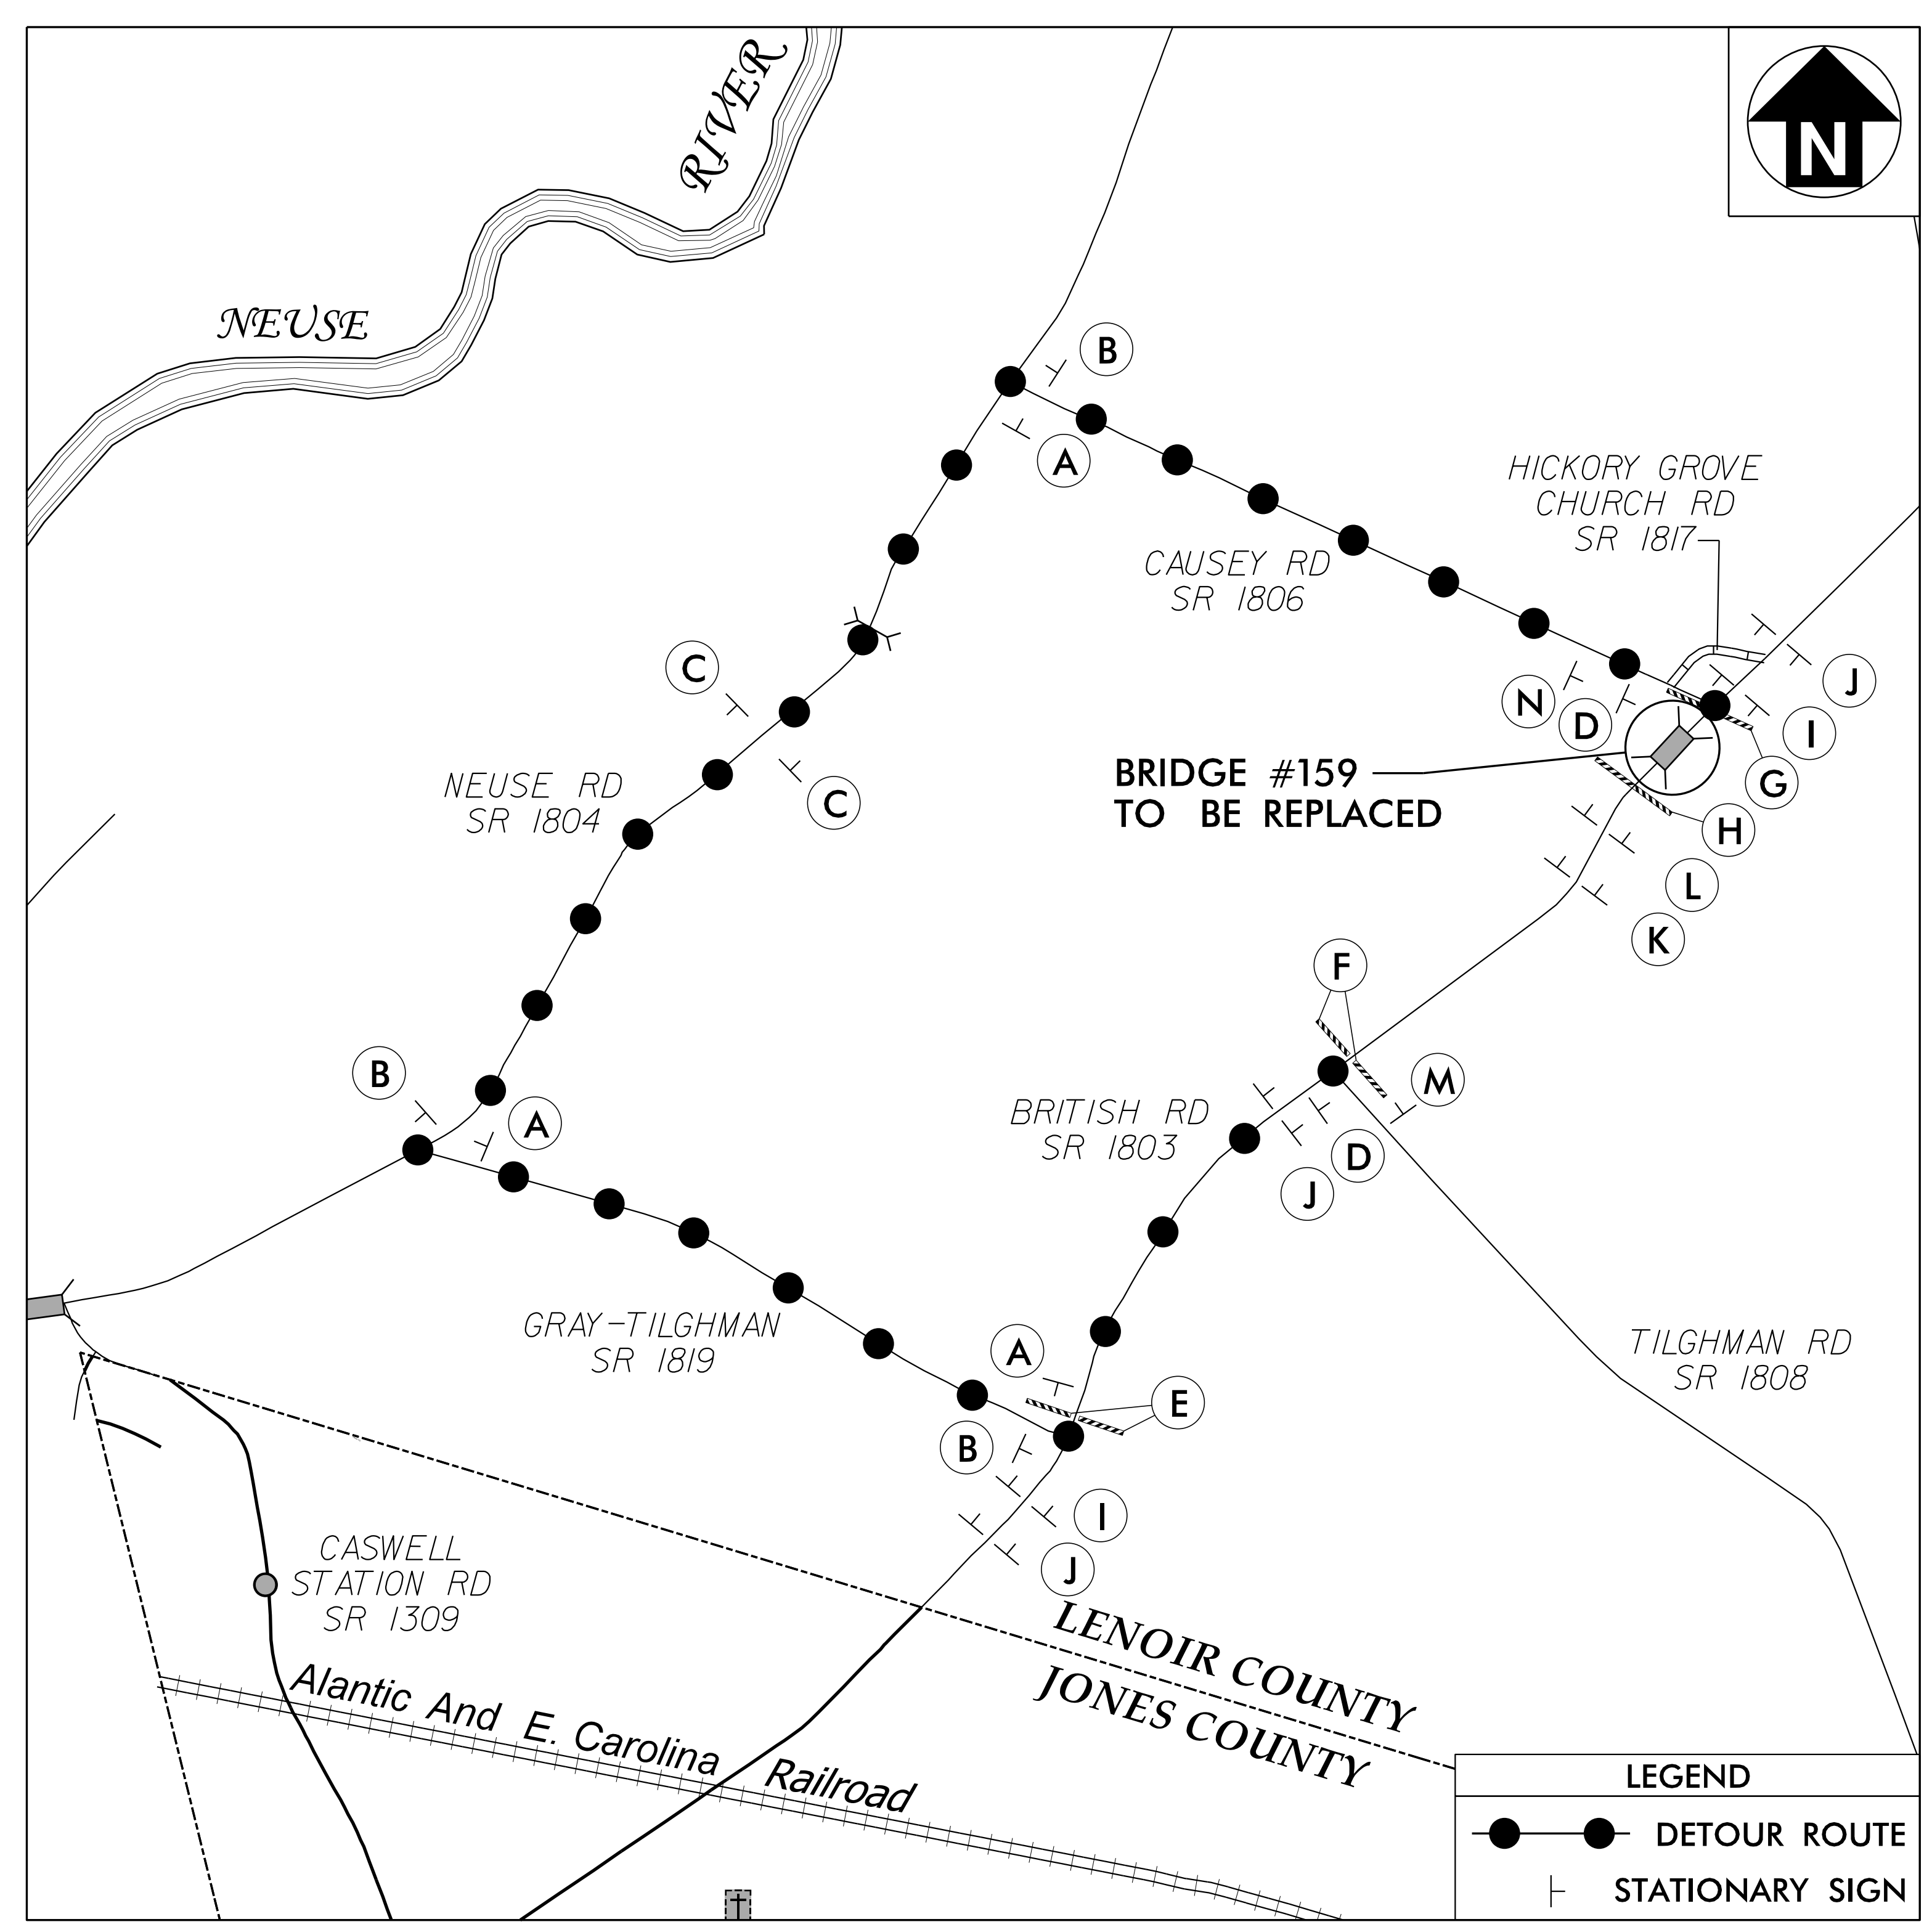 RIVER
N
NEUSE
B
A
HICKORY GROVE
CHURCH RD
SR 1817
CAUSEY RD
SR 1806
C
J
N
D
I
BRIDGE #159
TO BE REPLACED
G
NEUSE RD
SR 1804
C
H
L
K
F
B
A
M
BRITISH RD
SR 1803
D
J
GRAY-TILGHMAN
SR 1819
A
TILGHMAN RD
SR 1808
E
B
I
J
CASWELL
STATION RD
SR 1309
LENOIR COUNTY
JONES COUNTY
Alantic And E. Carolina Railroad
LEGEND
DETOUR ROUTE
STATIONARY SIGN